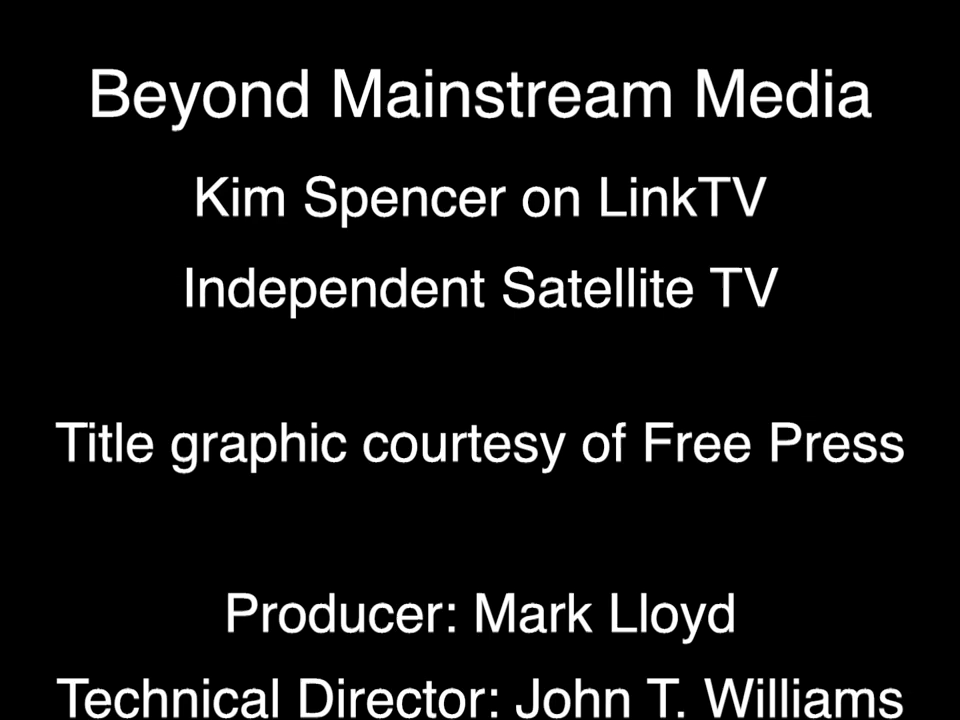 Beyond Mainstream Media
Kim Spencer on LinkTV
Independent Satellite TV
Title graphic courtesy of Free Press
Producer: Mark Lloyd
Technical Director: John T. Williams